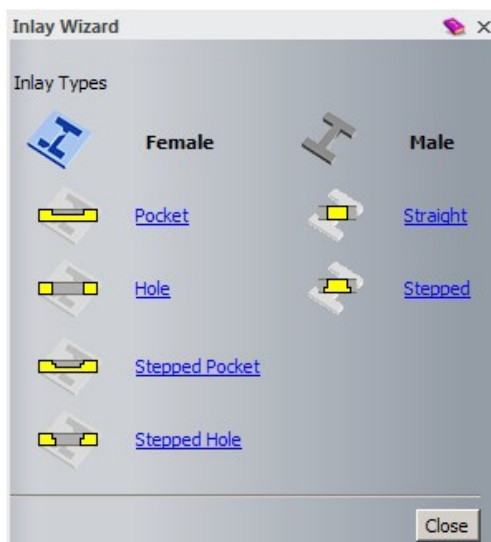 Inlay Wizard
Inlay Types
Female Male
Pocket Straight
Hole Stepped
Stepped Pocket
Stepped Hole
Close